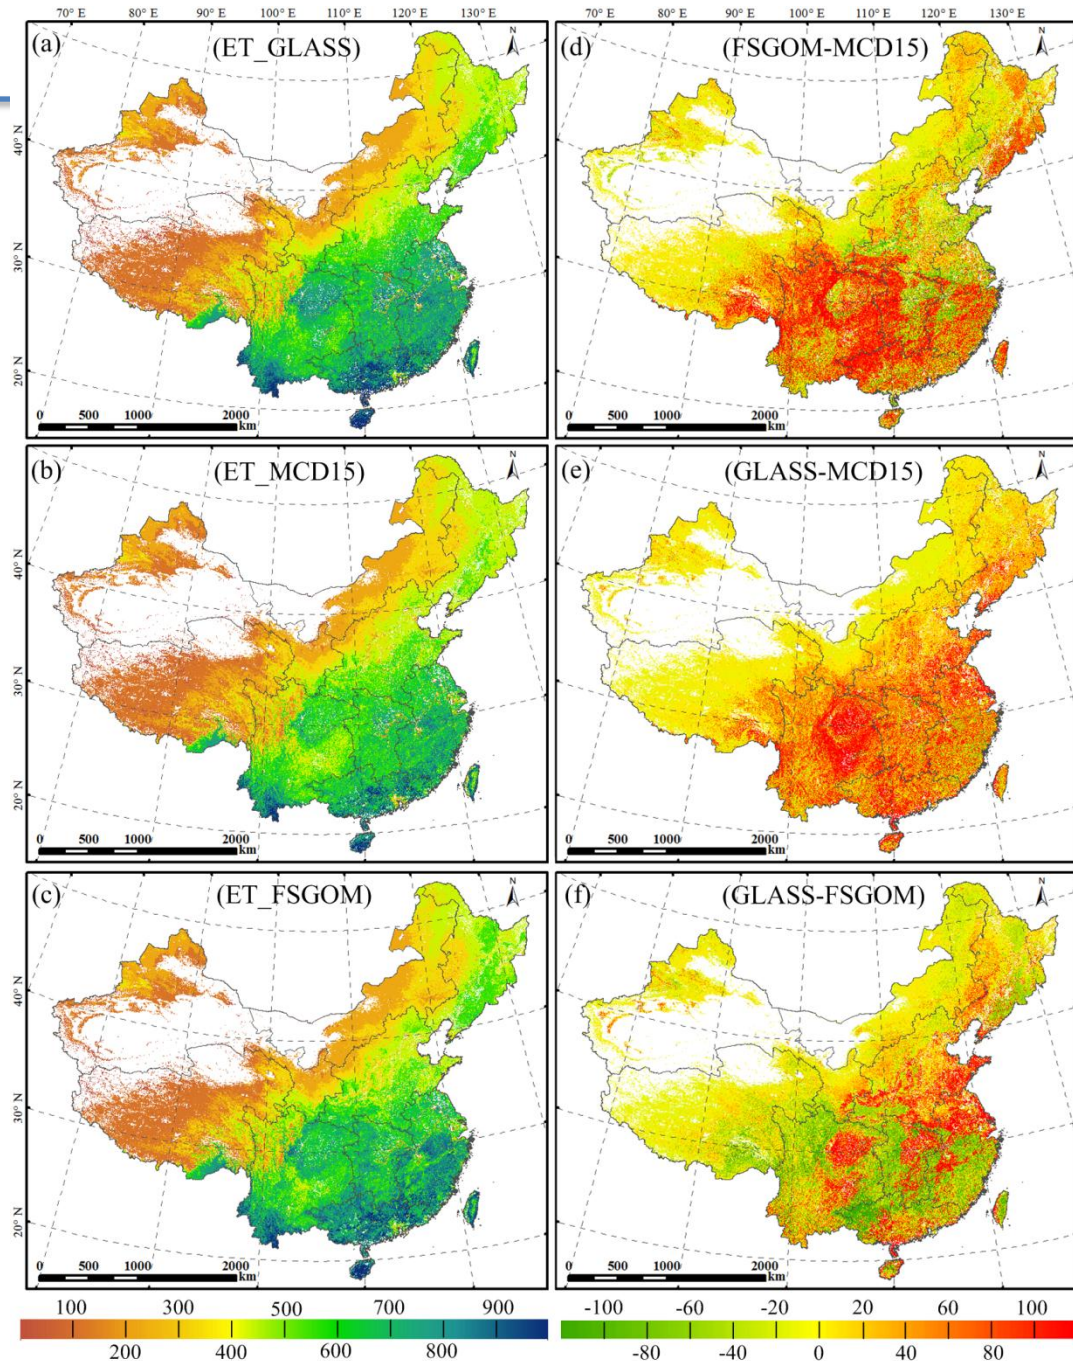 70° E 80° E 90° E 100° E 110° E 120° E 130° E
70° E 80° E 90° E 100° E 110° E 120° E 130° E
(a) (ET_GLASS) N
40° N
30° N
20° N
0 500 1000 2000
km
(d) (FSGOM-MCD15) N
0 500 1000 2000
km
(b) (ET_MCD15) N
40° N
30° N
20° N
0 500 1000 2000
km
(e) (GLASS-MCD15) N
0 500 1000 2000
km
(c) (ET_FSGOM) N
40° N
30° N
20° N
0 500 1000 2000
km
(f) (GLASS-FSGOM) N
0 500 1000 2000
km
100 300 500 700 900
200 400 600 800
-100 -60 -20 20 60 100
-80 -40 0 40 80